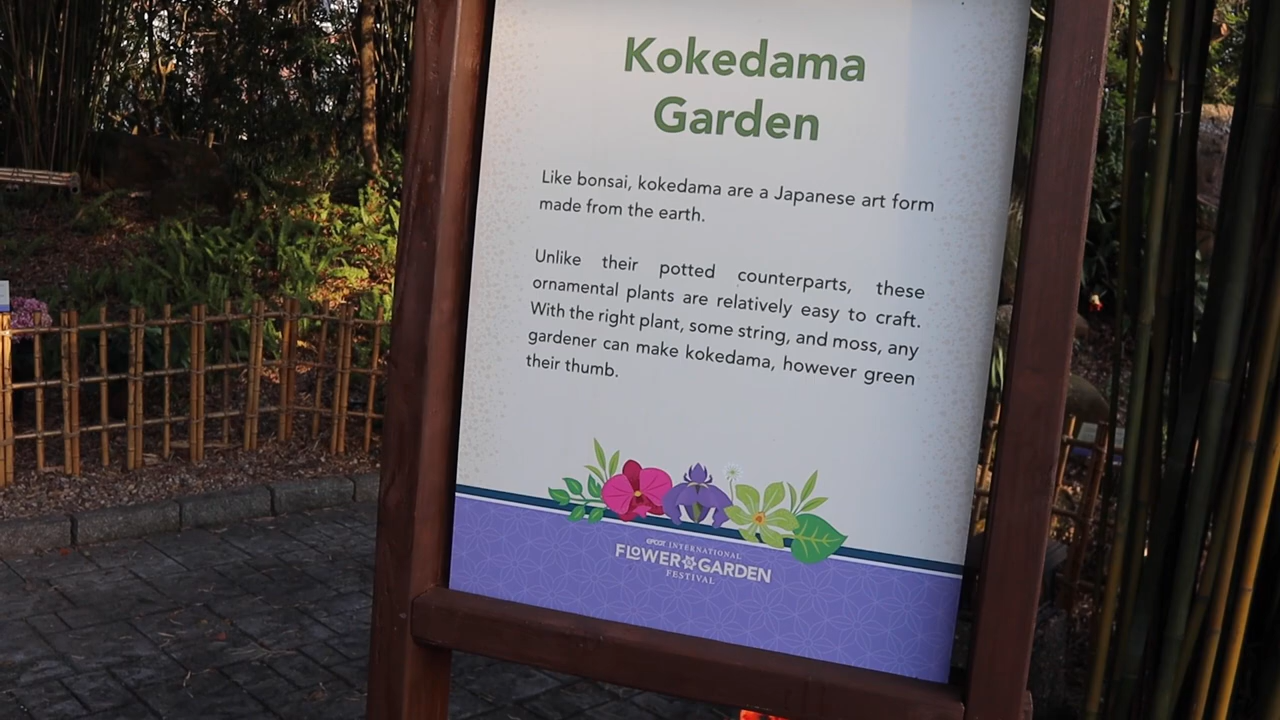 Kokedama
Garden
Like bonsai, kokedama are a Japanese art form
made from the earth.
Unlike their potted counterparts, these
ornamental plants are relatively easy to craft.
With the right plant, some string, and moss, any
gardener can make kokedama, however green
their thumb.
EPCOT INTERNATIONAL
FLOWER GARDEN
FESTIVAL